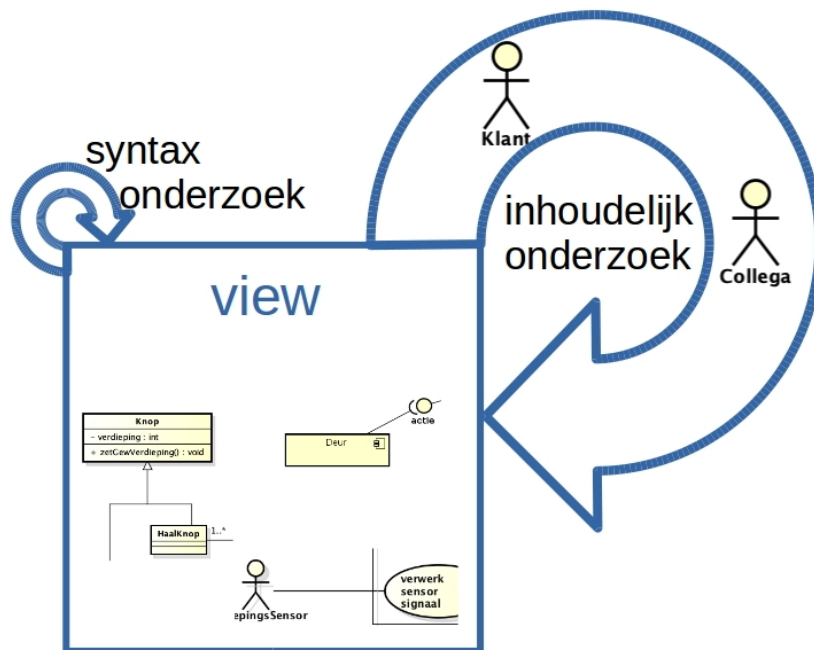 Klant
syntax
onderzoek
inhoudelijk
onderzoek
Collega
view
Knop
- verdieping : int
+ zetGewVerdieping() : void
Deur
actie
HaalKnop
1..*
epingsSensor
verwerk
sensor
signaal